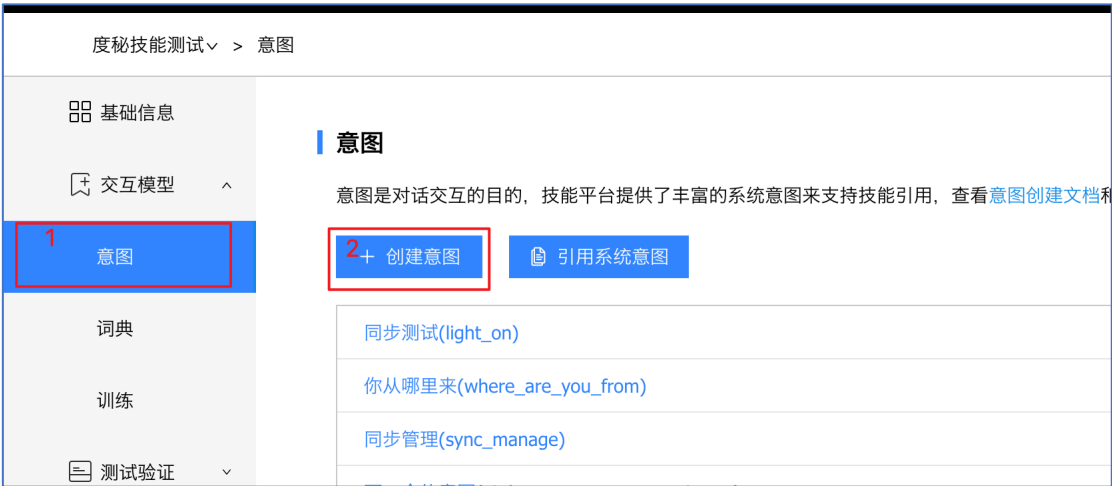 度秘技能测试 > 意图
基础信息
交互模型
1
意图
词典
训练
测试验证
意图
意图是对话交互的目的，技能平台提供了丰富的系统意图来支持技能引用，查看意图创建文档和
2
+ 创建意图
引用系统意图
同步测试(light_on)
你从哪里来(where_are_you_from)
同步管理(sync_manage)